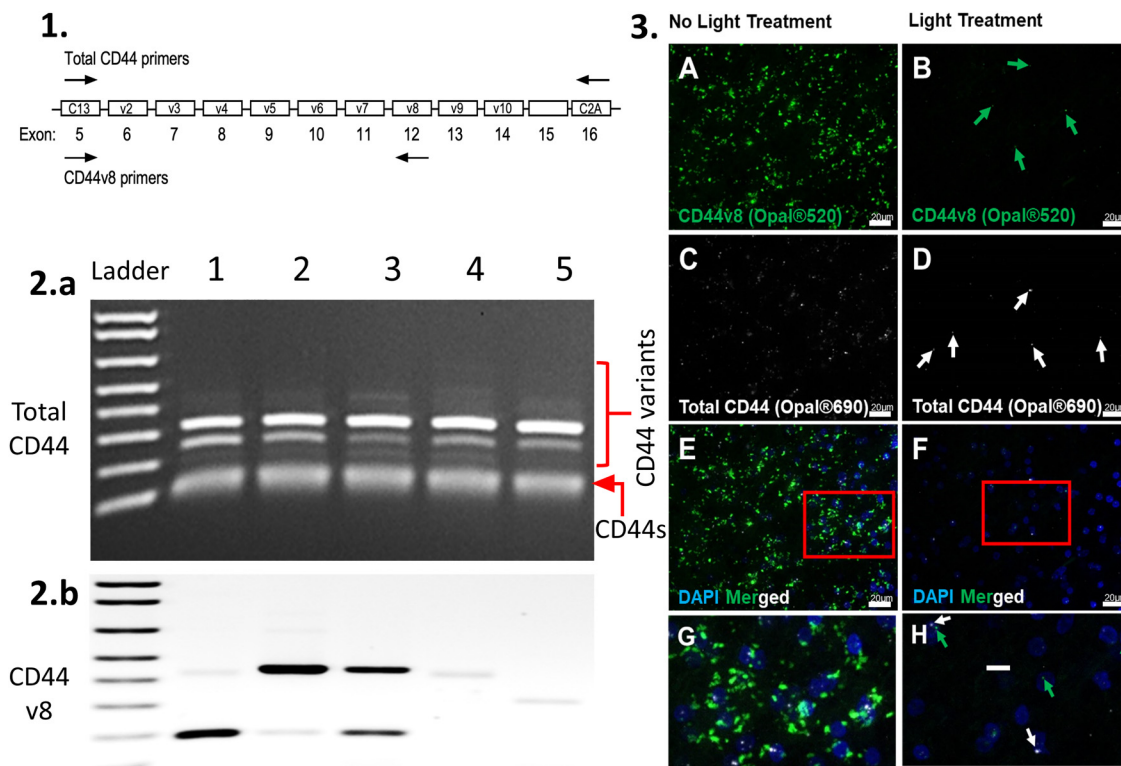 1.
Total CD44 primers
C13 v2 v3 v4 v5 v6 v7 v8 v9 v10 C2A
Exon: 5 6 7 8 9 10 11 12 13 14 15 16
CD44v8 primers
2.a
Ladder 1 2 3 4 5
Total
CD44
CD44 variants
CD44s
2.b
CD44
v8
3.
No Light Treatment Light Treatment
A
CD44v8 (Opal®520)
20µm
B
CD44v8 (Opal®520)
20µm
C
Total CD44 (Opal®690)
20µm
D
Total CD44 (Opal®690)
20µm
E
DAPI Merged
20µm
F
DAPI Merged
20µm
G
H